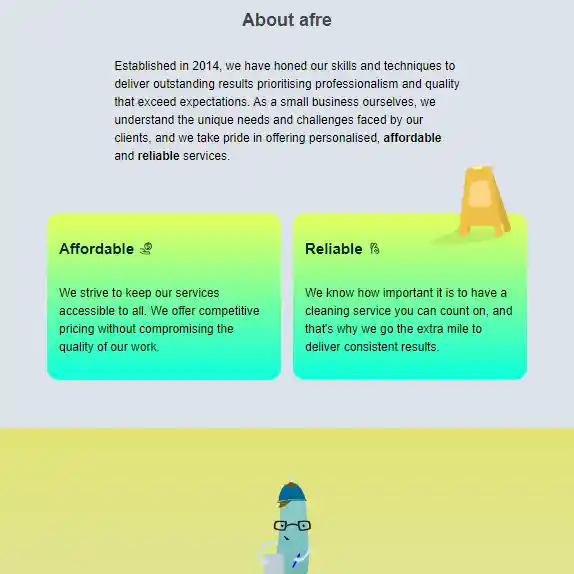 About afre
Established in 2014, we have honed our skills and techniques to
deliver outstanding results prioritising professionalism and quality
that exceed expectations. As a small business ourselves, we
understand the unique needs and challenges faced by our
clients, and we take pride in offering personalised, affordable
and reliable services.
Affordable
We strive to keep our services
accessible to all. We offer competitive
pricing without compromising the
quality of our work.
Reliable
We know how important it is to have a
cleaning service you can count on, and
that's why we go the extra mile to
deliver consistent results.